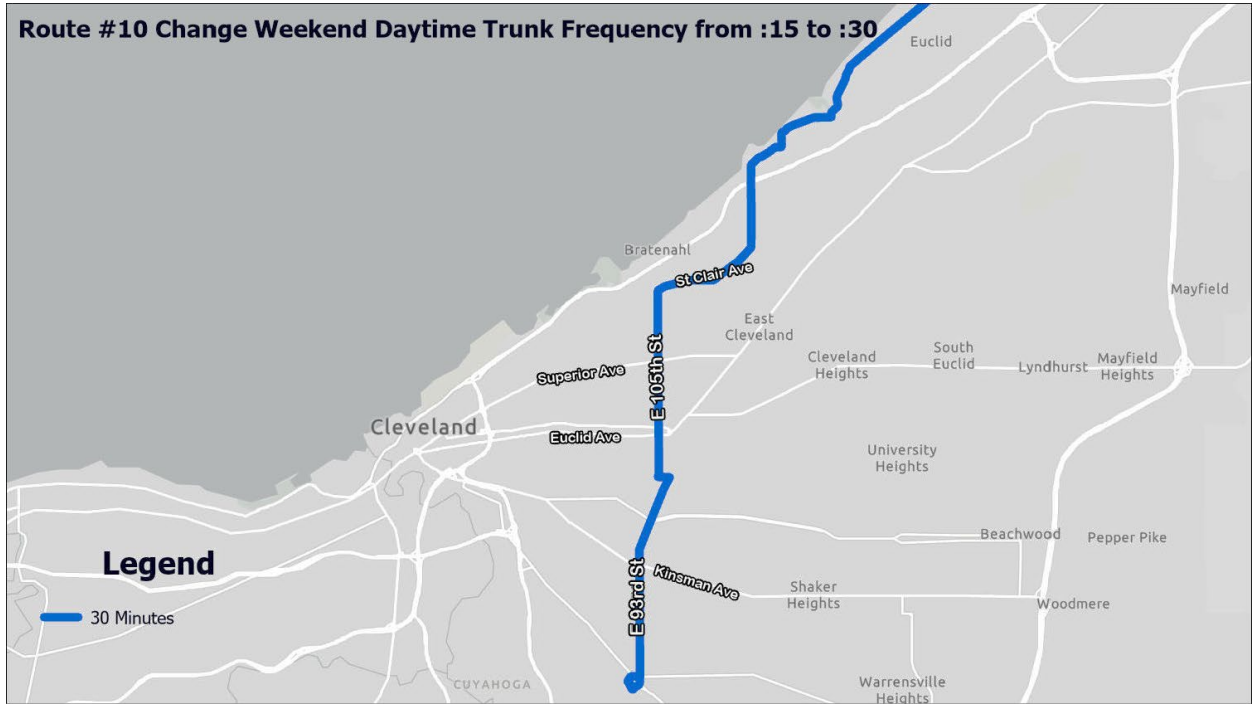 Route #10 Change Weekend Daytime Trunk Frequency from :15 to :30
Euclid
Bratenahl
St Clair Ave
Mayfield
East
Cleveland
E 105th St
Superior Ave
Cleveland
Heights
South
Euclid
Lyndhurst
Mayfield
Heights
Cleveland
Euclid Ave
University
Heights
Beachwood
Pepper Pike
Legend
30 Minutes
E 93rd St
Kinsman Ave
Shaker
Heights
Woodmere
CUYAHOGA
Warrensville
Heights